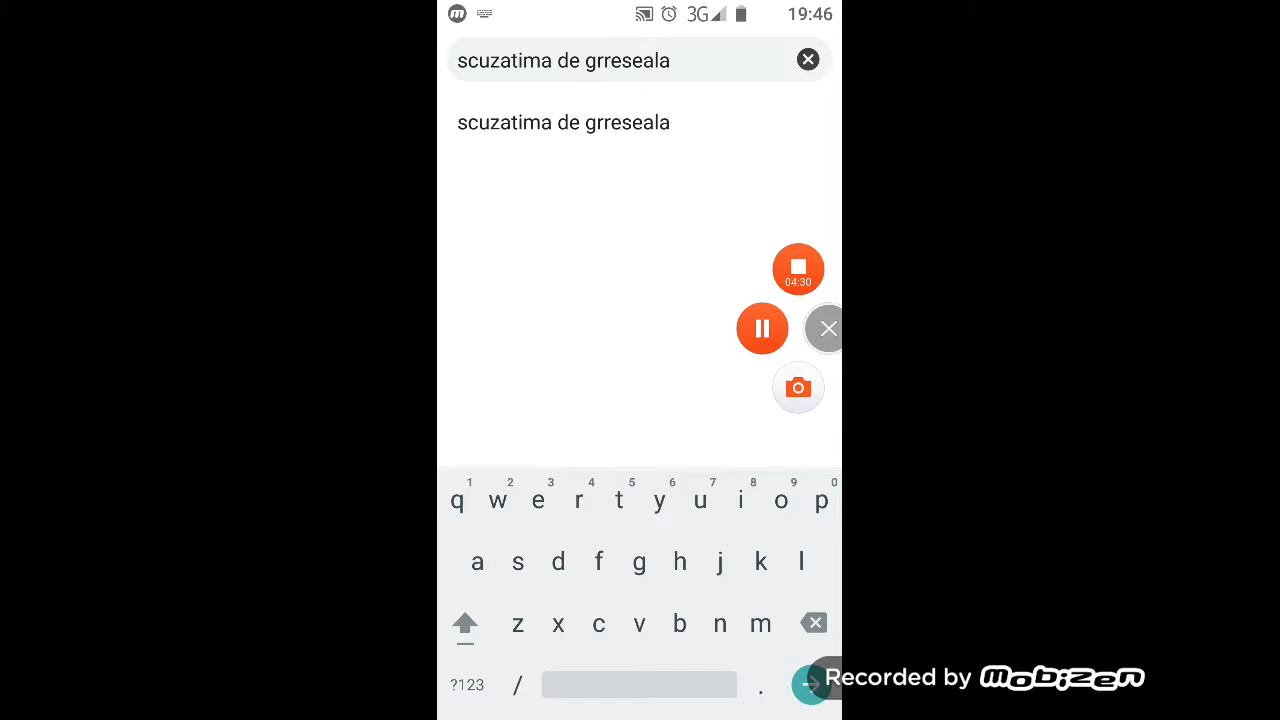 19:46
3G
scuzatima de grreseala
scuzatima de grreseala
04:30
1 2 3 4 5 6 7 8 9 0
q w e r t y u i o p
a s d f g h j k l
z x c v b n m
?123 / .
Recorded by mobizen